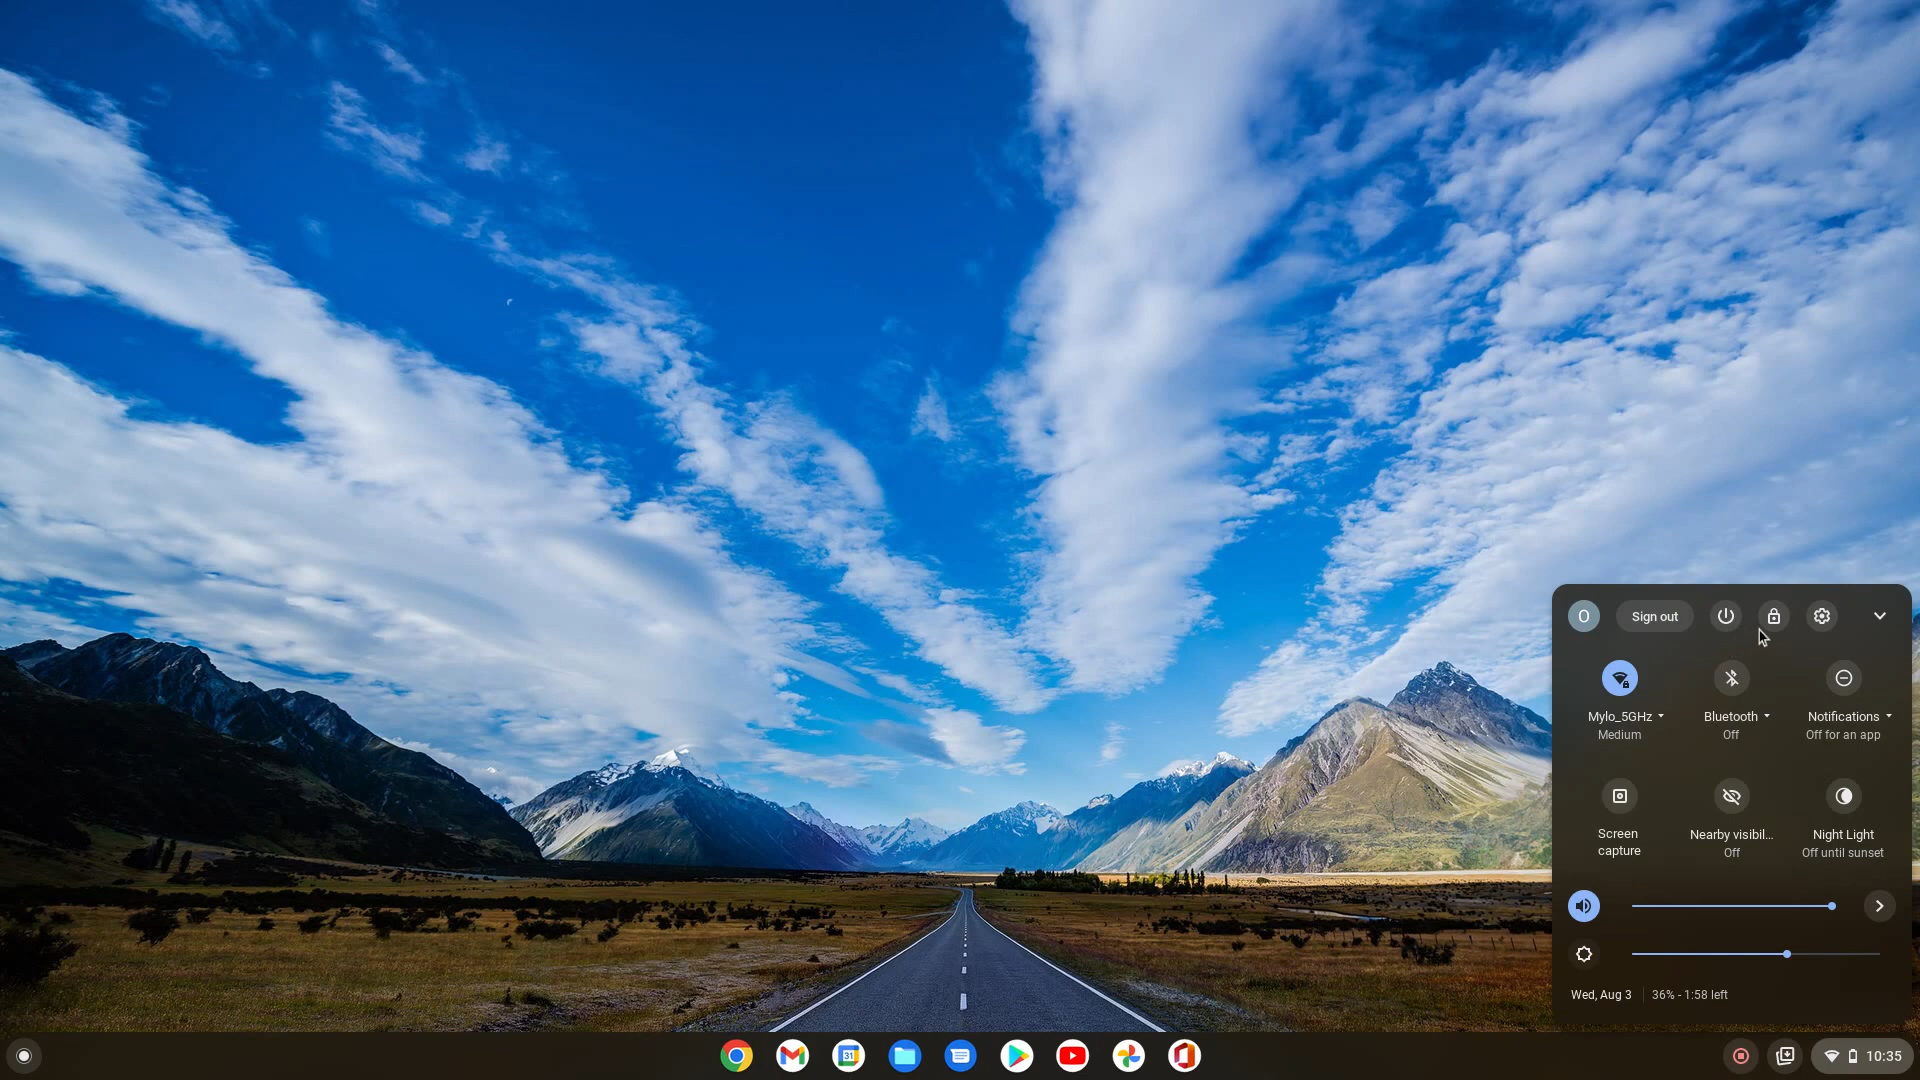 O
Sign out
Mylo_5GHz
Medium
Bluetooth
Off
Notifications
Off for an app
Screen
capture
Nearby visibil...
Off
Night Light
Off until sunset
Wed, Aug 3
36% - 1:58 left
31
10:35